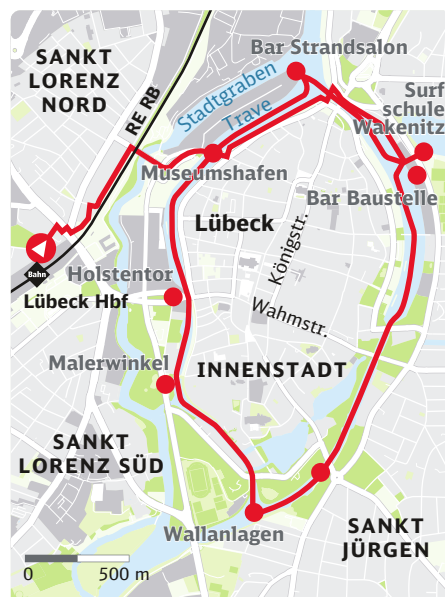 SANKT
LORENZ
NORD
RE RB
Bar Strandsalon
Stadtgraben
Trave
Surf
schule
Wakenitz
Museumshafen
Bar Baustelle
Lübeck
Königstr.
Bahn
Lübeck Hbf
Holstentor
Wahmstr.
Malerwinkel
INNENSTADT
SANKT
LORENZ SÜD
Wallanlagen
SANKT
JÜRGEN
0 500 m